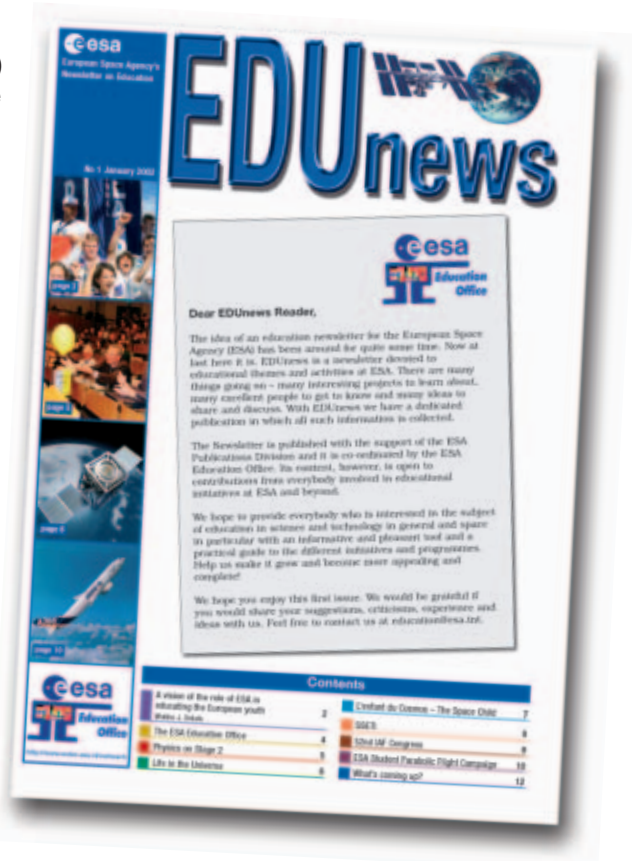 esa
European Space Agency's
Newsletter on Education
EDUnews
No 1 January 2002
page 2
page 5
page 10
esa
Education
Office
Dear EDUnews Reader,
The idea of an education newsletter for the European Space
Agency (ESA) has been around for quite some time. Now at
last here it is. EDUnews is a newsletter devoted to
educational themes and activities at ESA. There are many
things going on – many interesting projects to learn about,
many excellent people to get to know and many ideas to
share and discuss. With EDUnews we have a dedicated
publication in which all such information is collected.
The Newsletter is published with the support of the ESA
Publications Division and it is co-ordinated by the ESA
Education Office. Its content, however, is open to
contributions from everybody involved in educational
initiatives at ESA and beyond.
We hope to provide everybody who is interested in the subject
of education in science and technology in general and space
in particular with an informative and pleasant tool and a
practical guide to the different initiatives and programmes.
Help us make it grow and become more appealing and
complete!
We hope you enjoy this first issue. We would be grateful if
you would share your suggestions, criticisms, experience and
ideas with us. Feel free to contact us at education@esa.int.
esa
Education
Office
Contents
A vision of the role of ESA in
educating the European youth 2
The ESA Education Office 4
Physics on Stage 2 5
Life in the Universe 6
L'enfant du Cosmos – The Space Child 7
SSETI 8
52nd IAF Congress
ESA Student Parabolic Flight Campaign 10
What's coming up? 12